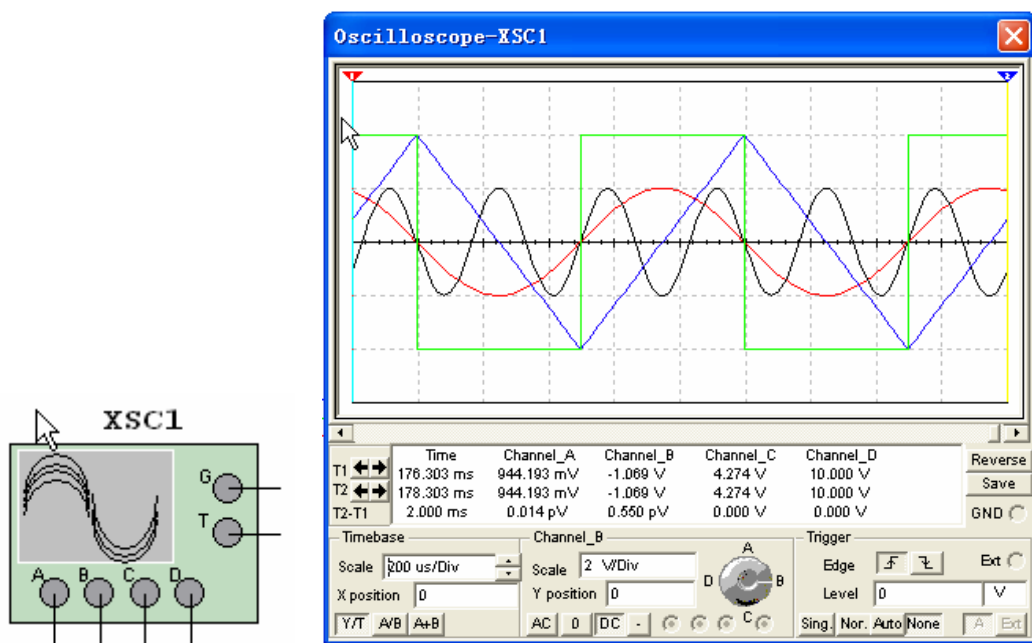 Oscilloscope-XSC1
1
2
XSC1
G
T
A B C D
Time Channel_A Channel_B Channel_C Channel_D
T1 176.303 ms 944.193 mV -1.069 V 4.274 V 10.000 V
T2 178.303 ms 944.193 mV -1.069 V 4.274 V 10.000 V
T2-T1 2.000 ms 0.014 pV 0.550 pV 0.000 V 0.000 V
Reverse
Save
GND
Timebase
Scale 200 us/Div
X position 0
Y/T A/B A+B
Channel_B
Scale 2 V/Div
Y position 0
AC 0 DC -
A
B
C
D
Trigger
Edge Ext
Level 0 V
Sing. Nor. Auto None A Ext